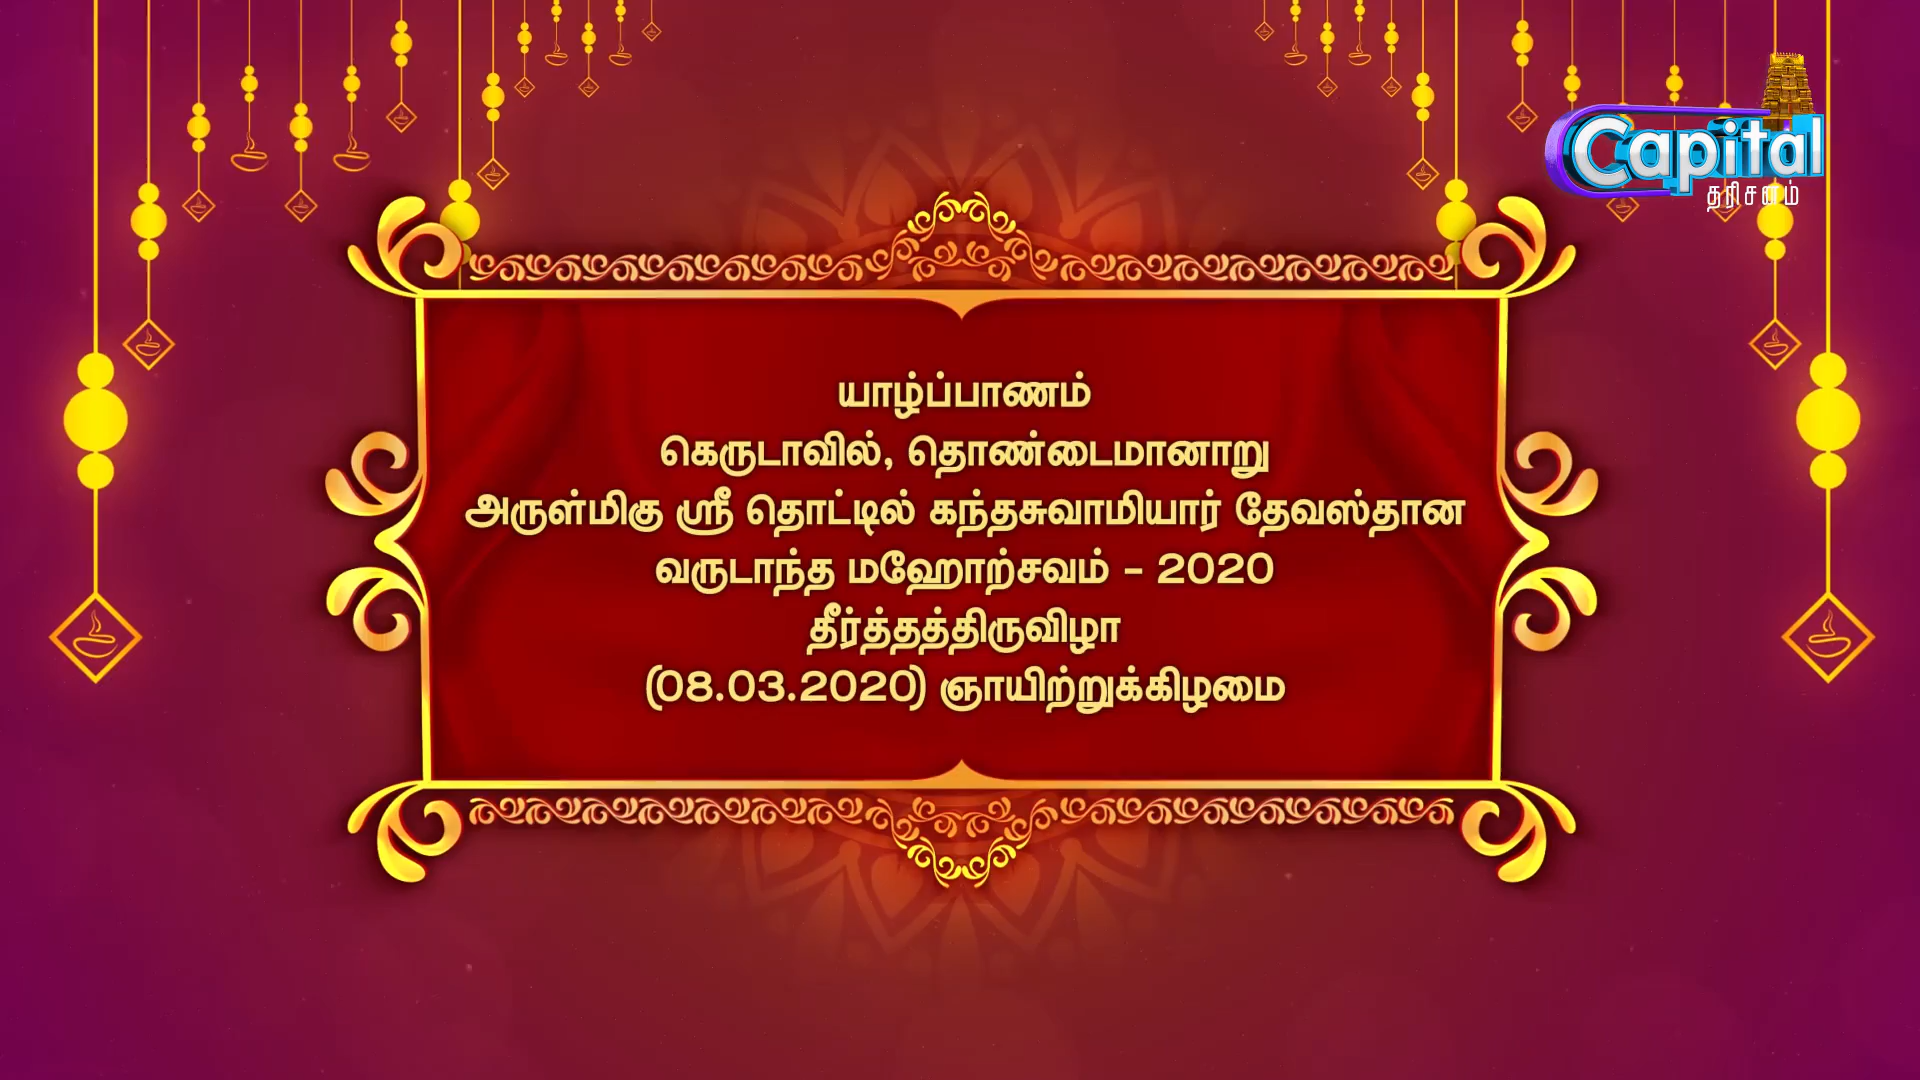 Capital
தரிசனம்
யாழ்ப்பாணம்
கெருடாவில், தொண்டைமானாறு
அருள்மிகு ஸ்ரீ தொட்டில் கந்தசுவாமியார் தேவஸ்தான
வருடாந்த மஹோற்சவம் - 2020
தீர்த்தத்திருவிழா
(08.03.2020) ஞாயிற்றுக்கிழமை